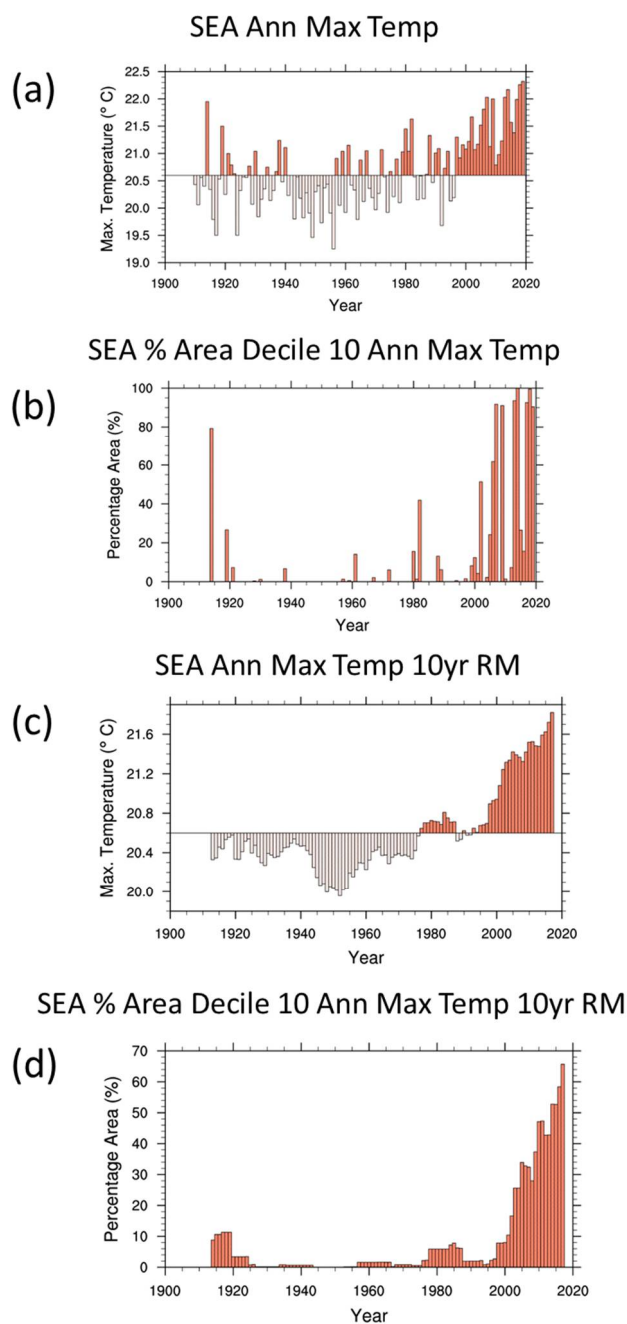 SEA Ann Max Temp
(a)
Max. Temperature (° C)
22.5
22.0
21.5
21.0
20.5
20.0
19.5
19.0
1900 1920 1940 1960 1980 2000 2020
Year
SEA % Area Decile 10 Ann Max Temp
(b)
Percentage Area (%)
100
80
60
40
20
0
1900 1920 1940 1960 1980 2000 2020
Year
SEA Ann Max Temp 10yr RM
(c)
Max. Temperature (° C)
21.6
21.2
20.8
20.4
20.0
1900 1920 1940 1960 1980 2000 2020
Year
SEA % Area Decile 10 Ann Max Temp 10yr RM
(d)
Percentage Area (%)
70
60
50
40
30
20
10
0
1900 1920 1940 1960 1980 2000 2020
Year